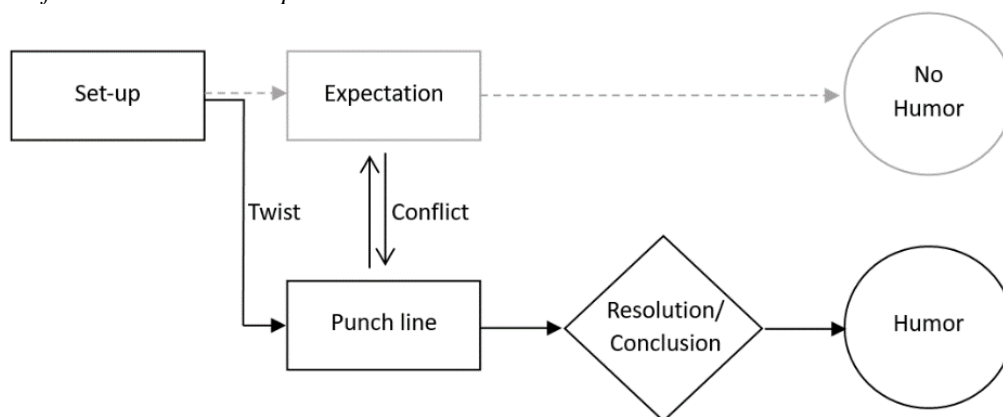 Set-up
Expectation
No
Humor
Twist
Conflict
Punch line
Resolution/
Conclusion
Humor